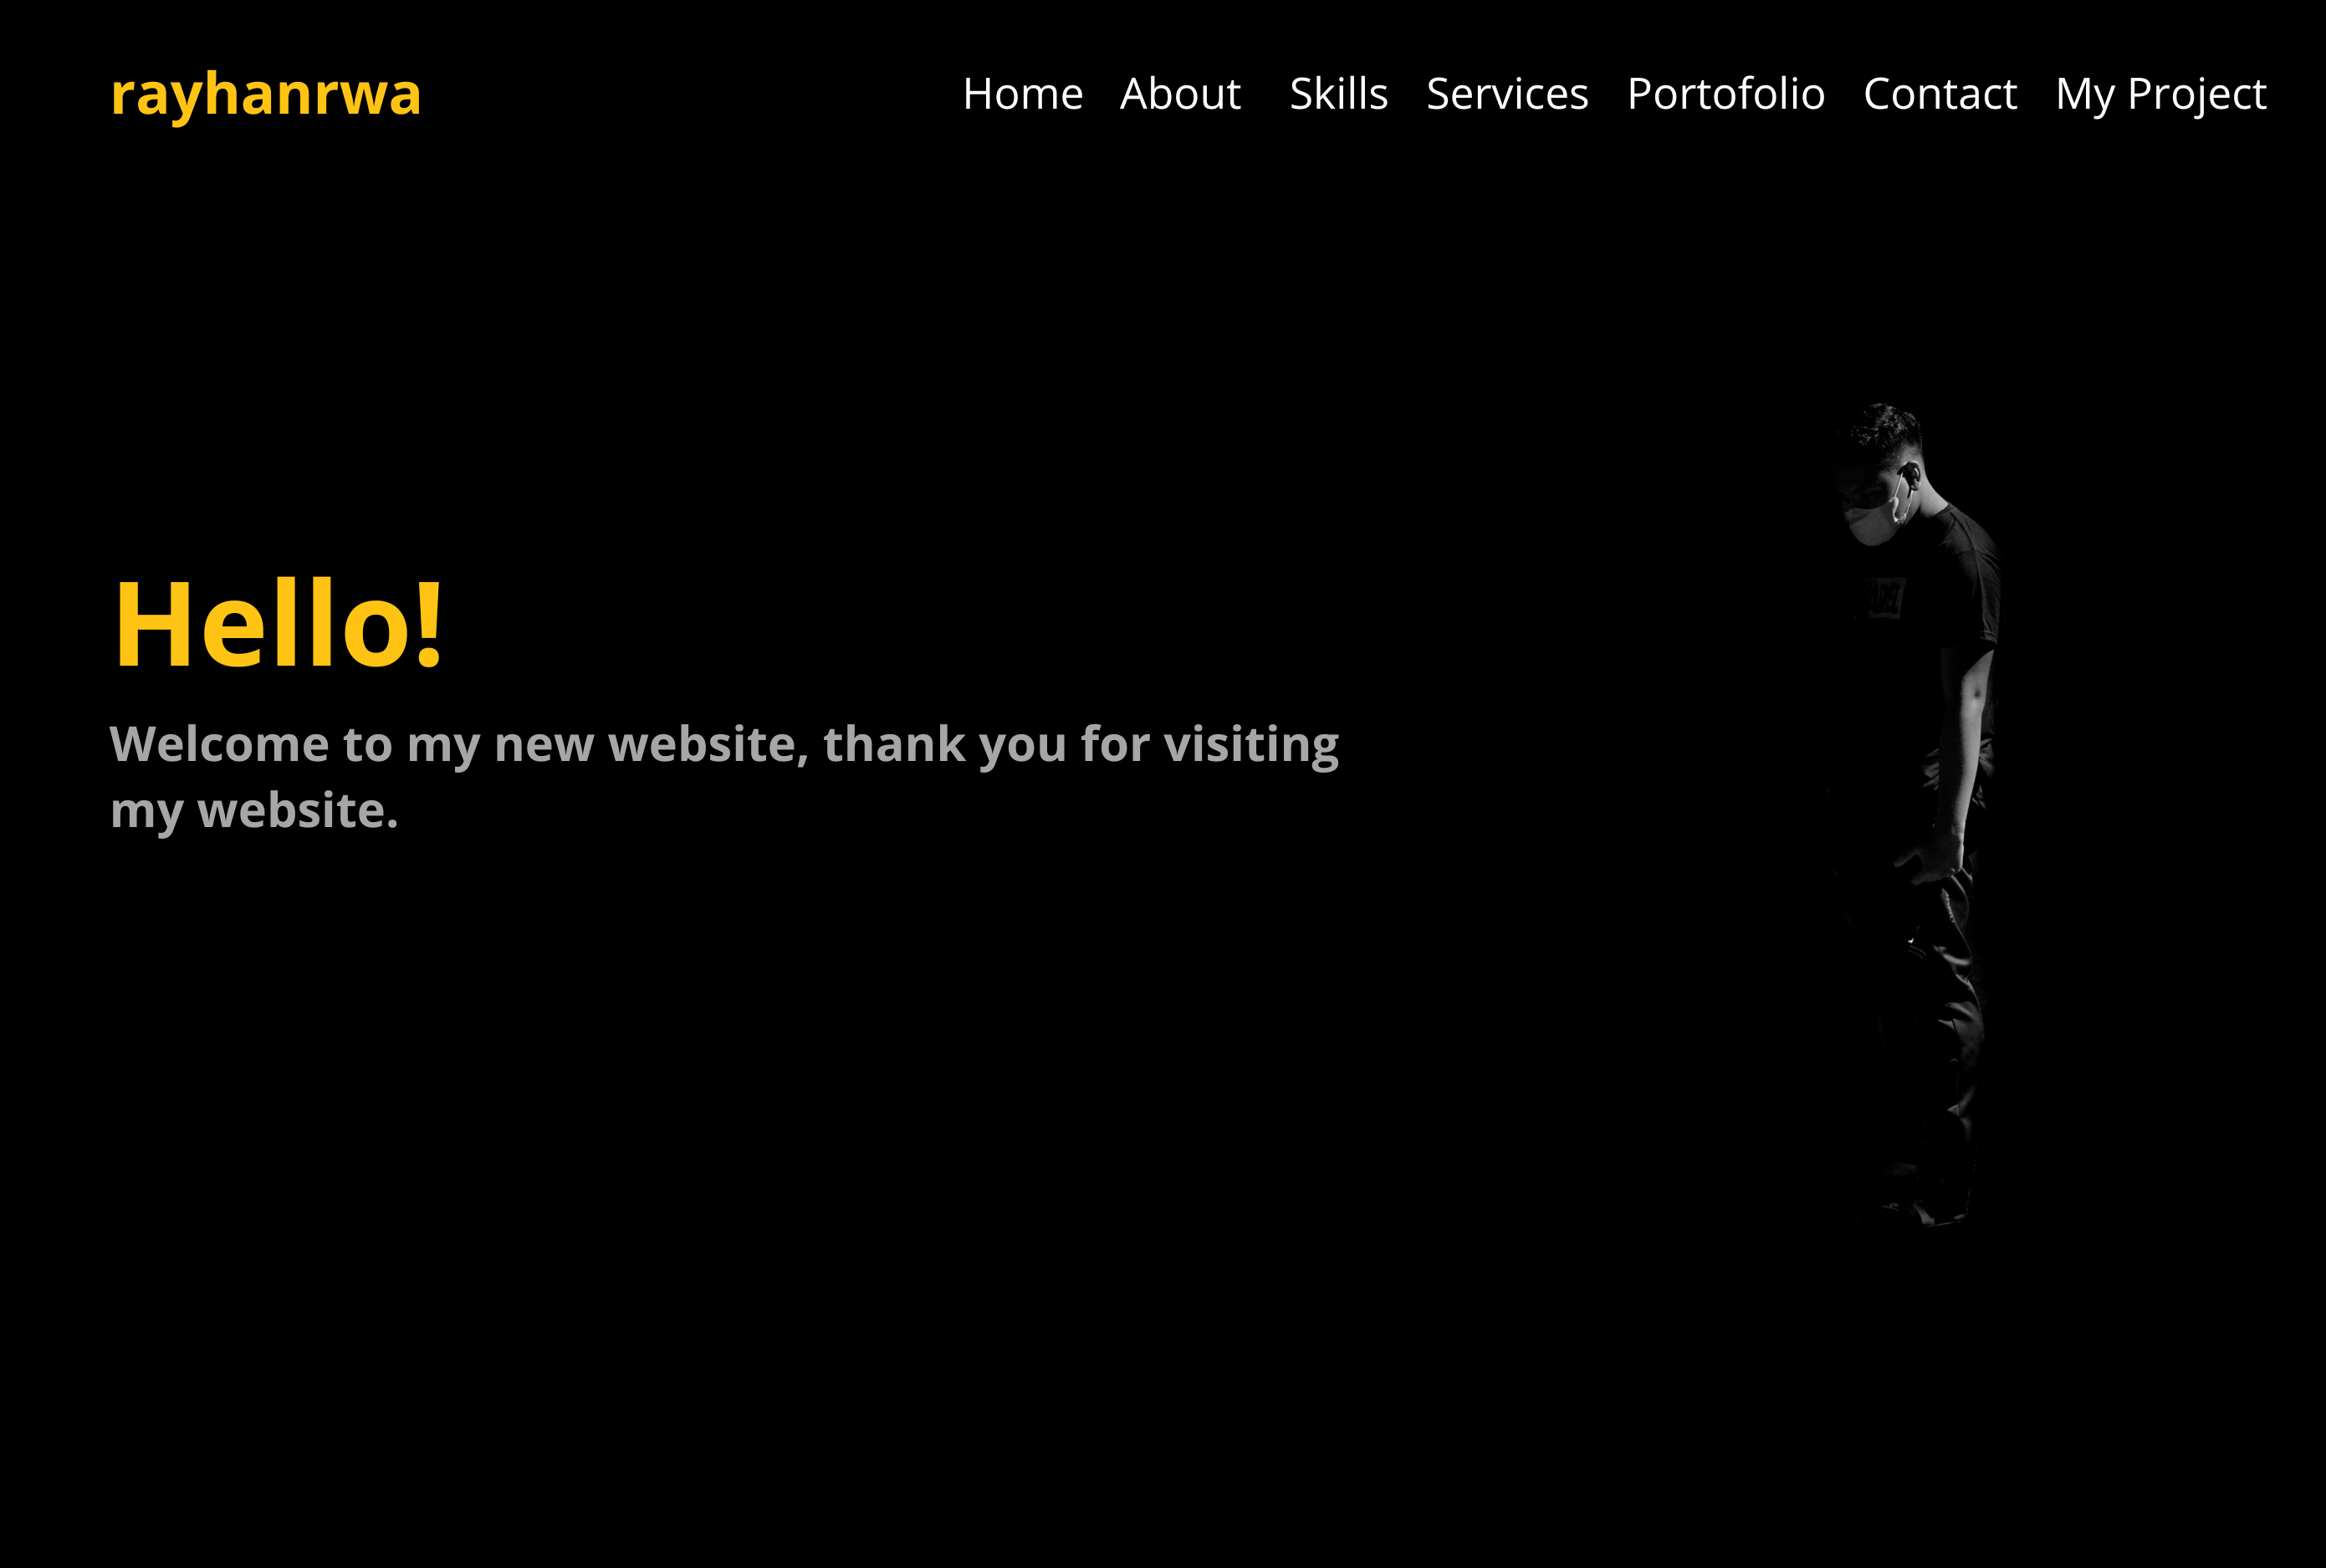 rayhanrwa
Home About Skills Services Portofolio Contact My Project
Hello!
Welcome to my new website, thank you for visiting
my website.